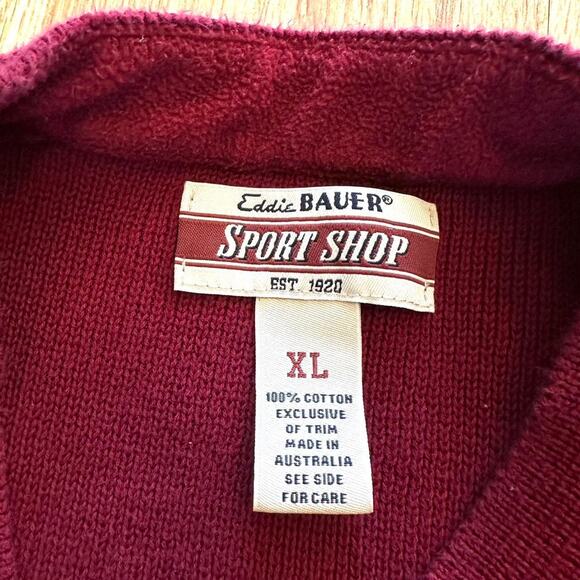 Eddie BAUER®
SPORT SHOP
EST. 1920
XL
100% COTTON
EXCLUSIVE
OF TRIM
MADE IN
AUSTRALIA
SEE SIDE
FOR CARE